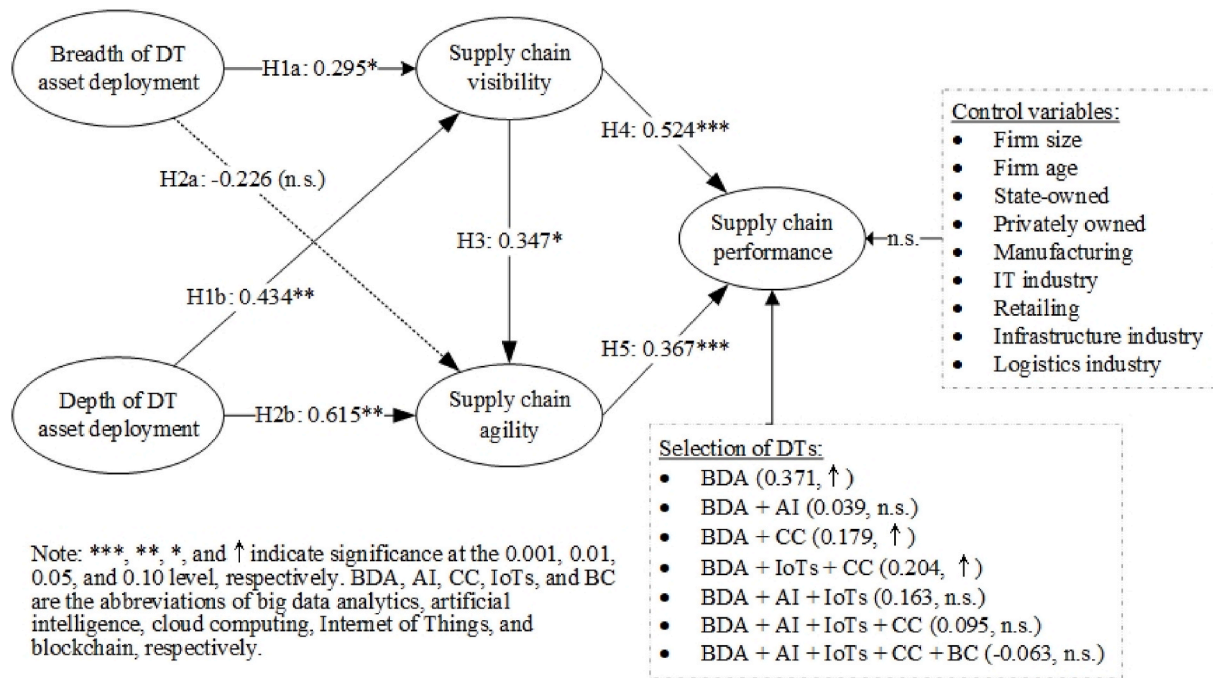 Breadth of DT
asset deployment
H1a: 0.295*
Supply chain
visibility
H4: 0.524***
H2a: -0.226 (n.s.)
H3: 0.347*
H1b: 0.434**
Supply chain
performance
n.s.
Control variables:
• Firm size
• Firm age
• State-owned
• Privately owned
• Manufacturing
• IT industry
• Retailing
• Infrastructure industry
• Logistics industry
H5: 0.367***
Depth of DT
asset deployment
H2b: 0.615**
Supply chain
agility
Selection of DTs:
• BDA (0.371, ↑)
• BDA + AI (0.039, n.s.)
• BDA + CC (0.179, ↑)
• BDA + IoTs + CC (0.204, ↑)
• BDA + AI + IoTs (0.163, n.s.)
• BDA + AI + IoTs + CC (0.095, n.s.)
• BDA + AI + IoTs + CC + BC (-0.063, n.s.)
Note: ***, **, *, and ↑ indicate significance at the 0.001, 0.01,
0.05, and 0.10 level, respectively. BDA, AI, CC, IoTs, and BC
are the abbreviations of big data analytics, artificial
intelligence, cloud computing, Internet of Things, and
blockchain, respectively.